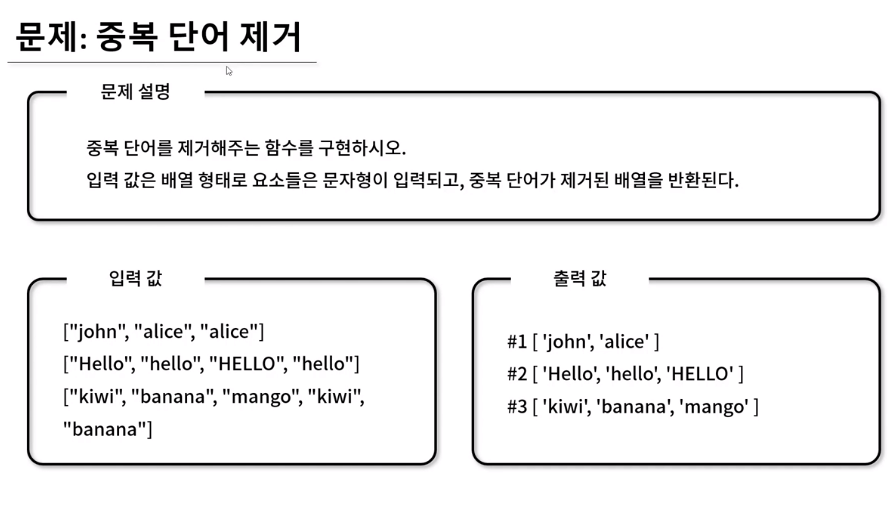 문제: 중복 단어 제거
문제 설명
중복 단어를 제거해주는 함수를 구현하시오.
입력 값은 배열 형태로 요소들은 문자형이 입력되고, 중복 단어가 제거된 배열을 반환된다.
입력 값
["john", "alice", "alice"]
["Hello", "hello", "HELLO", "hello"]
["kiwi", "banana", "mango", "kiwi",
"banana"]
출력 값
#1 [ 'john', 'alice' ]
#2 [ 'Hello', 'hello', 'HELLO' ]
#3 [ 'kiwi', 'banana', 'mango' ]